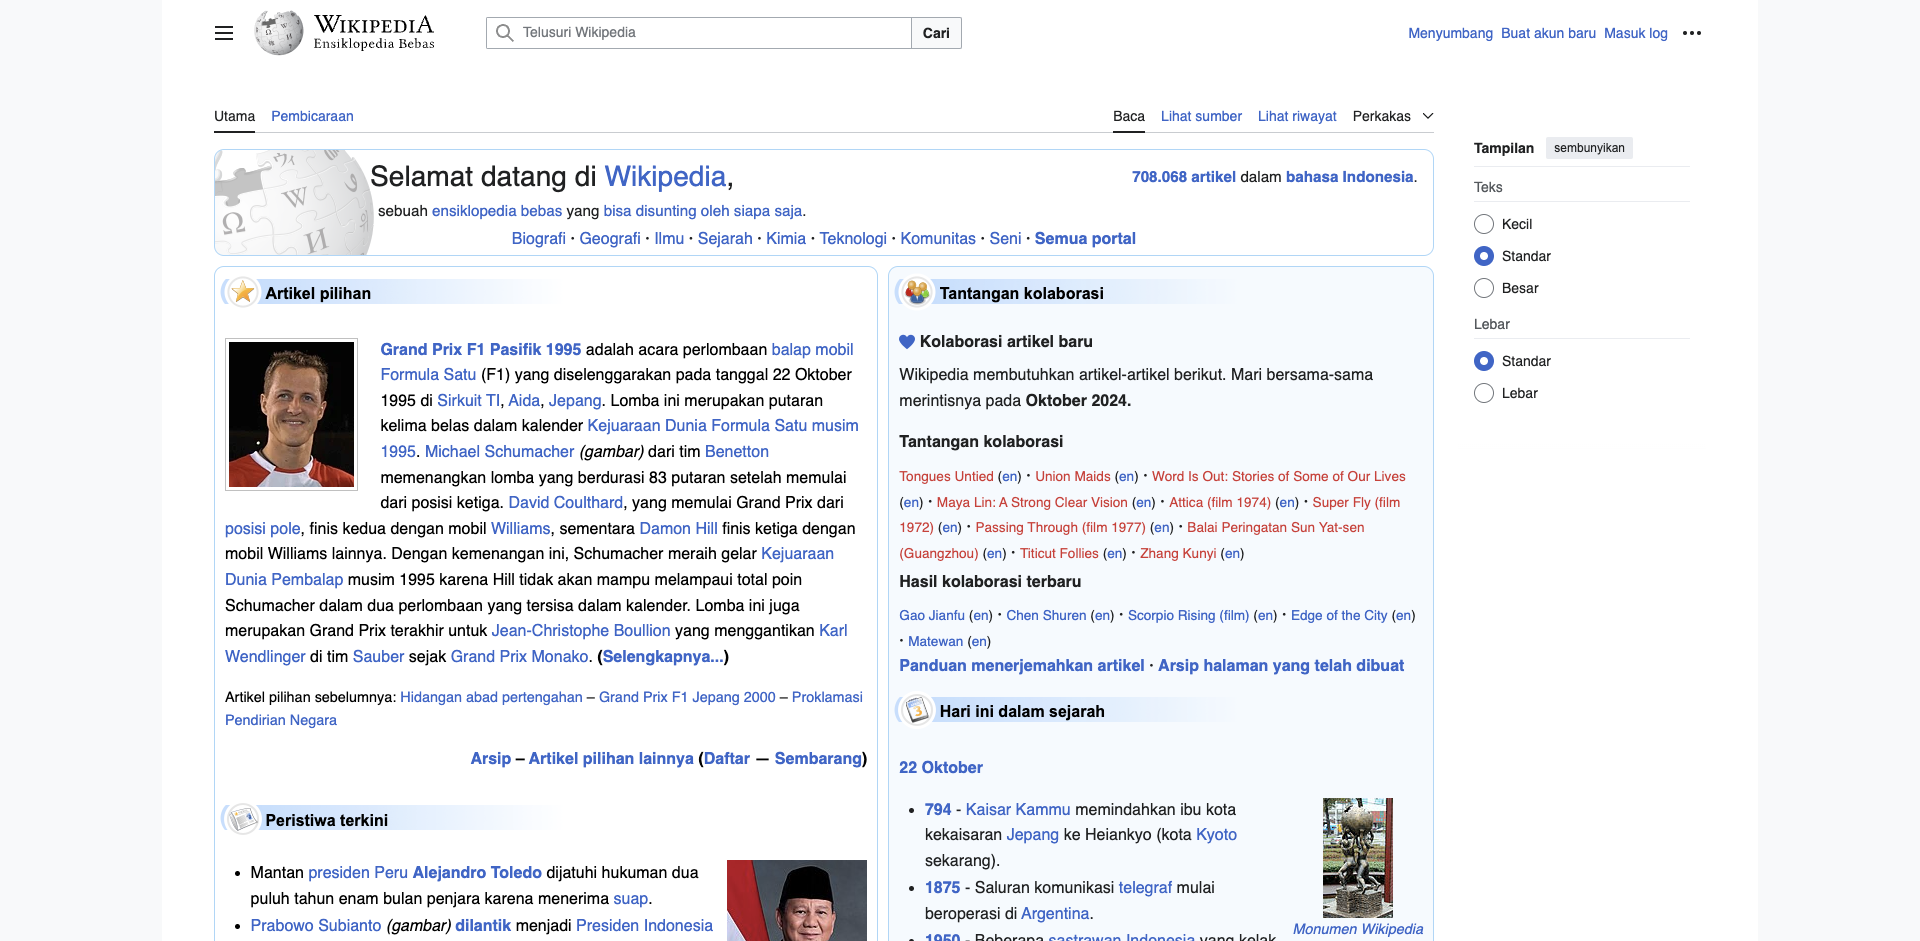 WIKIPEDIA
Ensiklopedia Bebas
Telusuri Wikipedia
Cari
Menyumbang Buat akun baru Masuk log
Utama Pembicaraan
Baca Lihat sumber Lihat riwayat Perkakas
Selamat datang di Wikipedia,
708.068 artikel dalam bahasa Indonesia.
sebuah ensiklopedia bebas yang bisa disunting oleh siapa saja.
Biografi · Geografi · Ilmu · Sejarah · Kimia · Teknologi · Komunitas · Seni · Semua portal
Artikel pilihan
Grand Prix F1 Pasifik 1995 adalah acara perlombaan balap mobil
Formula Satu (F1) yang diselenggarakan pada tanggal 22 Oktober
1995 di Sirkuit TI, Aida, Jepang. Lomba ini merupakan putaran
kelima belas dalam kalender Kejuaraan Dunia Formula Satu musim
1995. Michael Schumacher (gambar) dari tim Benetton
memenangkan lomba yang berdurasi 83 putaran setelah memulai
dari posisi ketiga. David Coulthard, yang memulai Grand Prix dari
posisi pole, finis kedua dengan mobil Williams, sementara Damon Hill finis ketiga dengan
mobil Williams lainnya. Dengan kemenangan ini, Schumacher meraih gelar Kejuaraan
Dunia Pembalap musim 1995 karena Hill tidak akan mampu melampaui total poin
Schumacher dalam dua perlombaan yang tersisa dalam kalender. Lomba ini juga
merupakan Grand Prix terakhir untuk Jean-Christophe Boullion yang menggantikan Karl
Wendlinger di tim Sauber sejak Grand Prix Monako. (Selengkapnya...)
Artikel pilihan sebelumnya: Hidangan abad pertengahan – Grand Prix F1 Jepang 2000 – Proklamasi
Pendirian Negara
Arsip – Artikel pilihan lainnya (Daftar — Sembarang)
Peristiwa terkini
• Mantan presiden Peru Alejandro Toledo dijatuhi hukuman dua
puluh tahun enam bulan penjara karena menerima suap.
• Prabowo Subianto (gambar) dilantik menjadi Presiden Indonesia
Tantangan kolaborasi
Kolaborasi artikel baru
Wikipedia membutuhkan artikel-artikel berikut. Mari bersama-sama
merintisnya pada Oktober 2024.
Tantangan kolaborasi
Tongues Untied (en) · Union Maids (en) · Word Is Out: Stories of Some of Our Lives
(en) · Maya Lin: A Strong Clear Vision (en) · Attica (film 1974) (en) · Super Fly (film
1972) (en) · Passing Through (film 1977) (en) · Balai Peringatan Sun Yat-sen
(Guangzhou) (en) · Titicut Follies (en) · Zhang Kunyi (en)
Hasil kolaborasi terbaru
Gao Jianfu (en) · Chen Shuren (en) · Scorpio Rising (film) (en) · Edge of the City (en)
· Matewan (en)
Panduan menerjemahkan artikel · Arsip halaman yang telah dibuat
Hari ini dalam sejarah
22 Oktober
• 794 - Kaisar Kammu memindahkan ibu kota
kekaisaran Jepang ke Heiankyo (kota Kyoto
sekarang).
• 1875 - Saluran komunikasi telegraf mulai
beroperasi di Argentina.
• 1950 - Beberapa sastrawan Indonesia yang kelak
Monumen Wikipedia
Tampilan sembunyikan
Teks
Kecil
Standar
Besar
Lebar
Standar
Lebar